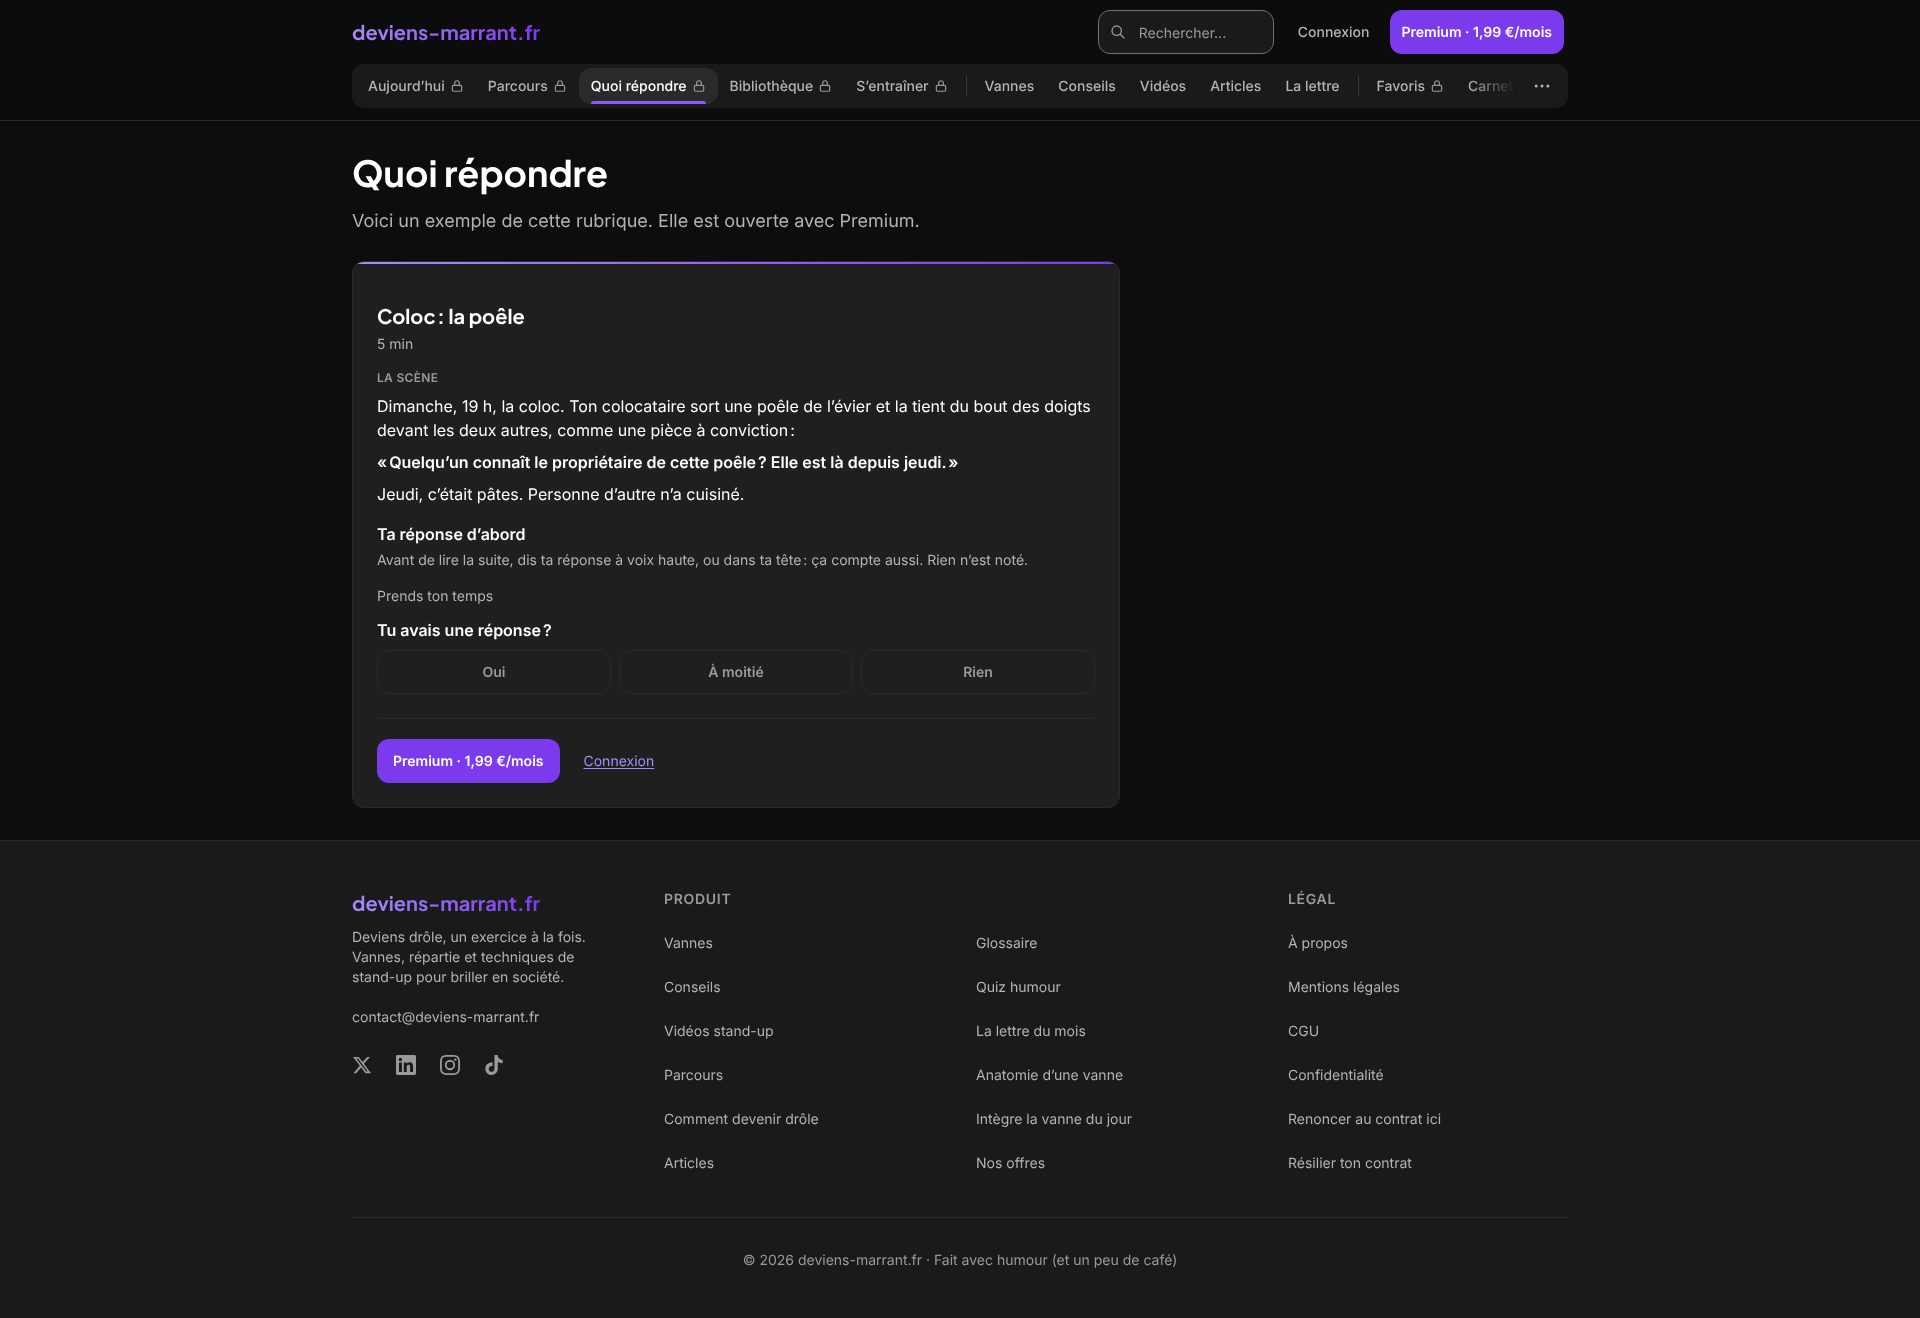 deviens-marrant.fr
Rechercher...
Connexion
Premium · 1,99 €/mois
Aujourd’hui
Parcours
Quoi répondre
Bibliothèque
S’entraîner
Vannes
Conseils
Vidéos
Articles
La lettre
Favoris
Carnet
Quoi répondre
Voici un exemple de cette rubrique. Elle est ouverte avec Premium.
Coloc : la poêle
5 min
LA SCÈNE
Dimanche, 19 h, la coloc. Ton colocataire sort une poêle de l’évier et la tient du bout des doigts
devant les deux autres, comme une pièce à conviction :
« Quelqu’un connaît le propriétaire de cette poêle ? Elle est là depuis jeudi. »
Jeudi, c’était pâtes. Personne d’autre n’a cuisiné.
Ta réponse d’abord
Avant de lire la suite, dis ta réponse à voix haute, ou dans ta tête : ça compte aussi. Rien n’est noté.
Prends ton temps
Tu avais une réponse ?
Oui
À moitié
Rien
Premium · 1,99 €/mois
Connexion
deviens-marrant.fr
Deviens drôle, un exercice à la fois.
Vannes, répartie et techniques de
stand-up pour briller en société.
contact@deviens-marrant.fr
PRODUIT
Vannes
Conseils
Vidéos stand-up
Parcours
Comment devenir drôle
Articles
Glossaire
Quiz humour
La lettre du mois
Anatomie d’une vanne
Intègre la vanne du jour
Nos offres
LÉGAL
À propos
Mentions légales
CGU
Confidentialité
Renoncer au contrat ici
Résilier ton contrat
© 2026 deviens-marrant.fr · Fait avec humour (et un peu de café)